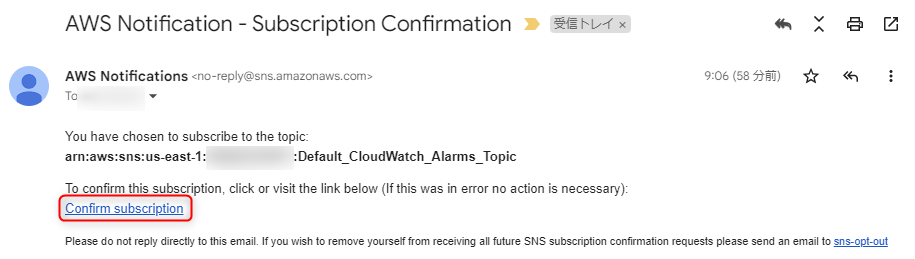 AWS Notification - Subscription Confirmation 受信トレイ ×
AWS Notifications <no-reply@sns.amazonaws.com> 9:06 (58 分前)
To
You have chosen to subscribe to the topic:
arn:aws:sns:us-east-1: :Default_CloudWatch_Alarms_Topic
To confirm this subscription, click or visit the link below (If this was in error no action is necessary):
Confirm subscription
Please do not reply directly to this email. If you wish to remove yourself from receiving all future SNS subscription confirmation requests please send an email to sns-opt-out